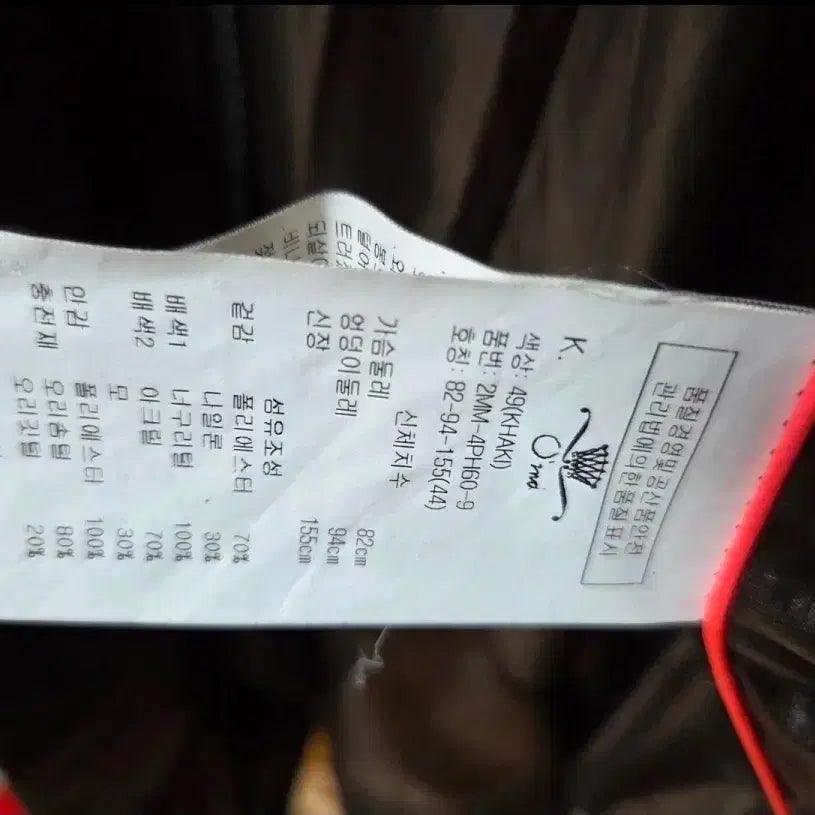 품질경영및공산품안전
관리법에의한품질표시
K.
O'mа
색상: 49(KHAKI)
품번: 2MM-4PH60-9
호칭: 82-94-155(44)
신체치수
가슴둘레 82cm
엉덩이둘레 94cm
신장 155cm
섬유조성
겉감 폴리에스터 70%
나일론 30%
배색1 너구리털 100%
배색2 이크틸 70%
모 30%
안감 폴리에스터 100%
충전재 오리솜털 80%
오리깃털 20%